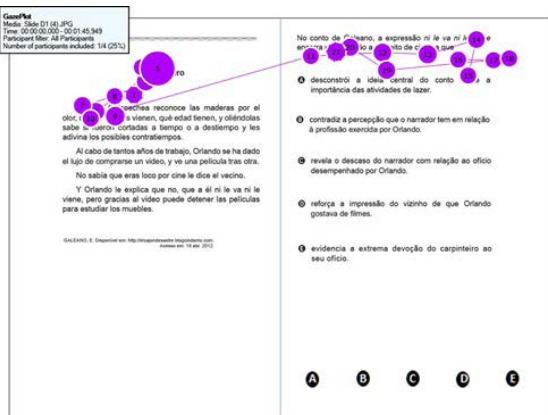 GazePlot
Media: Slide D1 (4).JPG
Time: 00:00:00.000 - 00:01:45.949
Participant filter: All Participants
Number of participants included: 1/4 (25%)
reconoce las maderas por el
olor, s vienen, qué edad tienen, y oliéndolas
sabe si fueron cortadas a tiempo o a destiempo y les
adivina los posibles contratiempos.
Al cabo de tantos años de trabajo, Orlando se ha dado
el lujo de comprarse un video, y ve una película tras otra.
No sabía que eras loco por cine le dice el vecino.
Y Orlando le explica que no, que a él ni le va ni le
viene, pero gracias al video puede detener las películas
para estudiar los muebles.
GALEANO, E. Disponível em:
Acesso em: 18 abr. 2012.
No conto de Galeano, a expressão ni le va ni le e
que
A desconstrói a ideia central do conto a
importância das atividades de lazer.
B contradiz a percepção que o narrador tem em relação
à profissão exercida por Orlando.
C revela o descaso do narrador com relação ao ofício
desempenhado por Orlando.
D reforça a impressão do vizinho de que Orlando
gostava de filmes.
E evidencia a extrema devoção do carpinteiro ao
seu ofício.
A B C D E